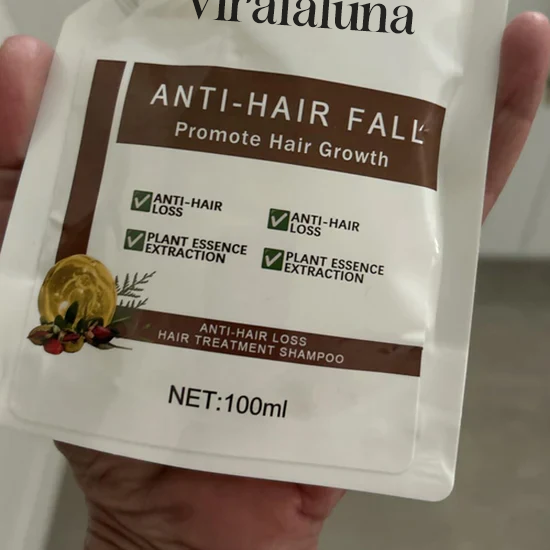 Viralaluna
ANTI-HAIR FALL
Promote Hair Growth
ANTI-HAIR
LOSS
ANTI-HAIR
LOSS
PLANT ESSENCE
EXTRACTION
PLANT ESSENCE
EXTRACTION
ANTI-HAIR LOSS
HAIR TREATMENT SHAMPOO
NET:100ml